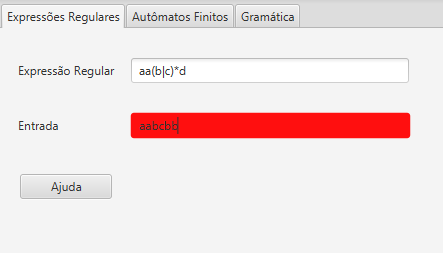 Expressões Regulares Autômatos Finitos Gramática
Expressão Regular aa(b|c)*d
Entrada aabcbb
Ajuda